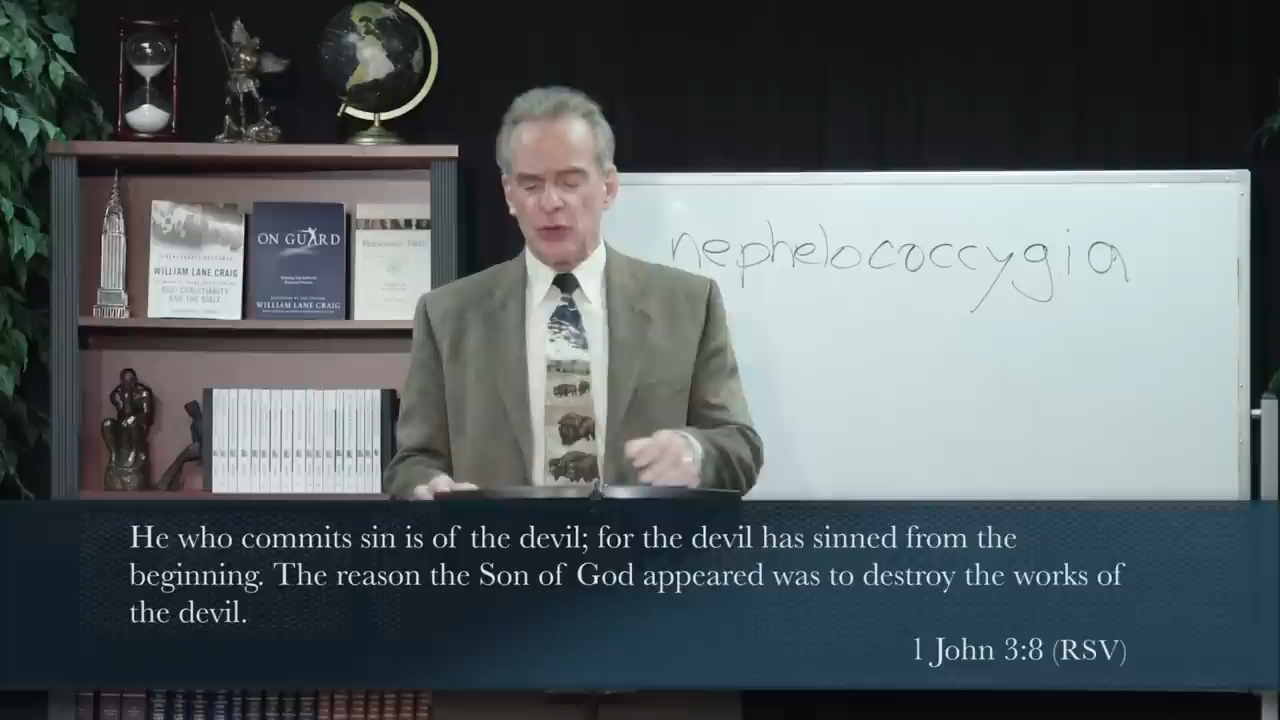 nephelococcygia
WILLIAM LANE CRAIG
AND THE BIBLE
ON GUARD
WILLIAM LANE CRAIG
He who commits sin is of the devil; for the devil has sinned from the
beginning. The reason the Son of God appeared was to destroy the works of
the devil.
1 John 3:8 (RSV)